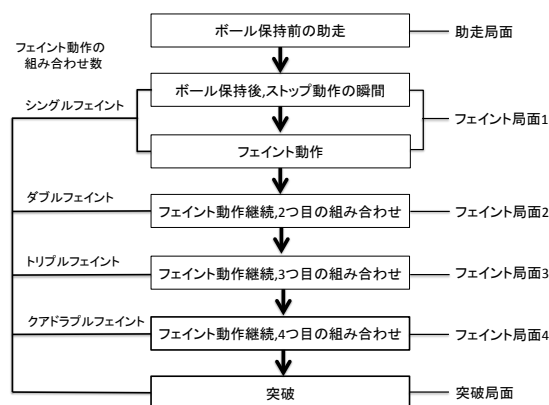 ボール保持前の助走
助走局面
フェイント動作の
組み合わせ数
ボール保持後,ストップ動作の瞬間
シングルフェイント
フェイント局面1
フェイント動作
ダブルフェイント
フェイント動作継続,2つ目の組み合わせ
フェイント局面2
トリプルフェイント
フェイント動作継続,3つ目の組み合わせ
フェイント局面3
クアドラプルフェイント
フェイント動作継続,4つ目の組み合わせ
フェイント局面4
突破
突破局面